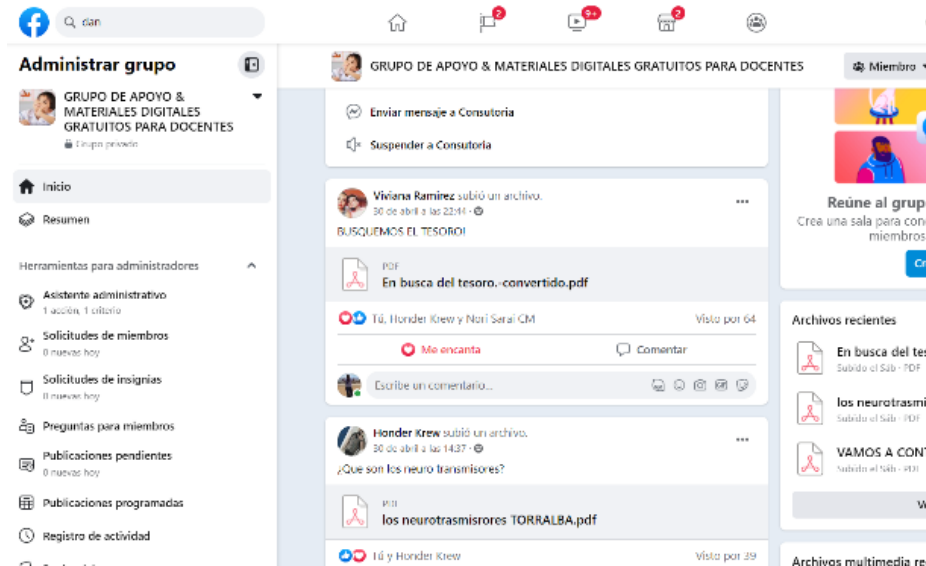 dan
2
9+
2
Administrar grupo
GRUPO DE APOYO &
MATERIALES DIGITALES
GRATUITOS PARA DOCENTES
Grupo privado
Inicio
Resumen
Herramientas para administradores
Asistente administrativo
1 acción, 1 criterio
Solicitudes de miembros
0 nuevas hoy
Solicitudes de insignias
0 nuevas hoy
Preguntas para miembros
Publicaciones pendientes
0 nuevas hoy
Publicaciones programadas
Registro de actividad
GRUPO DE APOYO & MATERIALES DIGITALES GRATUITOS PARA DOCENTES
Miembro
Enviar mensaje a Consutoria
Suspender a Consutoria
Viviana Ramirez subió un archivo.
30 de abril a las 22:44
BUSQUEMOS EL TESORO!
PDF
En busca del tesoro.-convertido.pdf
Tú, Honder Krew y Nori Sarai CM
Visto por 64
Me encanta
Comentar
Escribe un comentario...
GIF
Honder Krew subió un archivo.
30 de abril a las 14:37
¿Que son los neuro transmisores?
PDF
los neurotrasmisrores TORRALBA.pdf
Tú y Honder Krew
Visto por 39
Reúne al grup
Crea una sala para con
miembros
Cr
Archivos recientes
En busca del tes
Subido el Sáb · PDF
los neurotrasmi
Subido el Sáb · PDF
VAMOS A CONT
Subido el Sáb · PDF
Ve
Archivos multimedia re